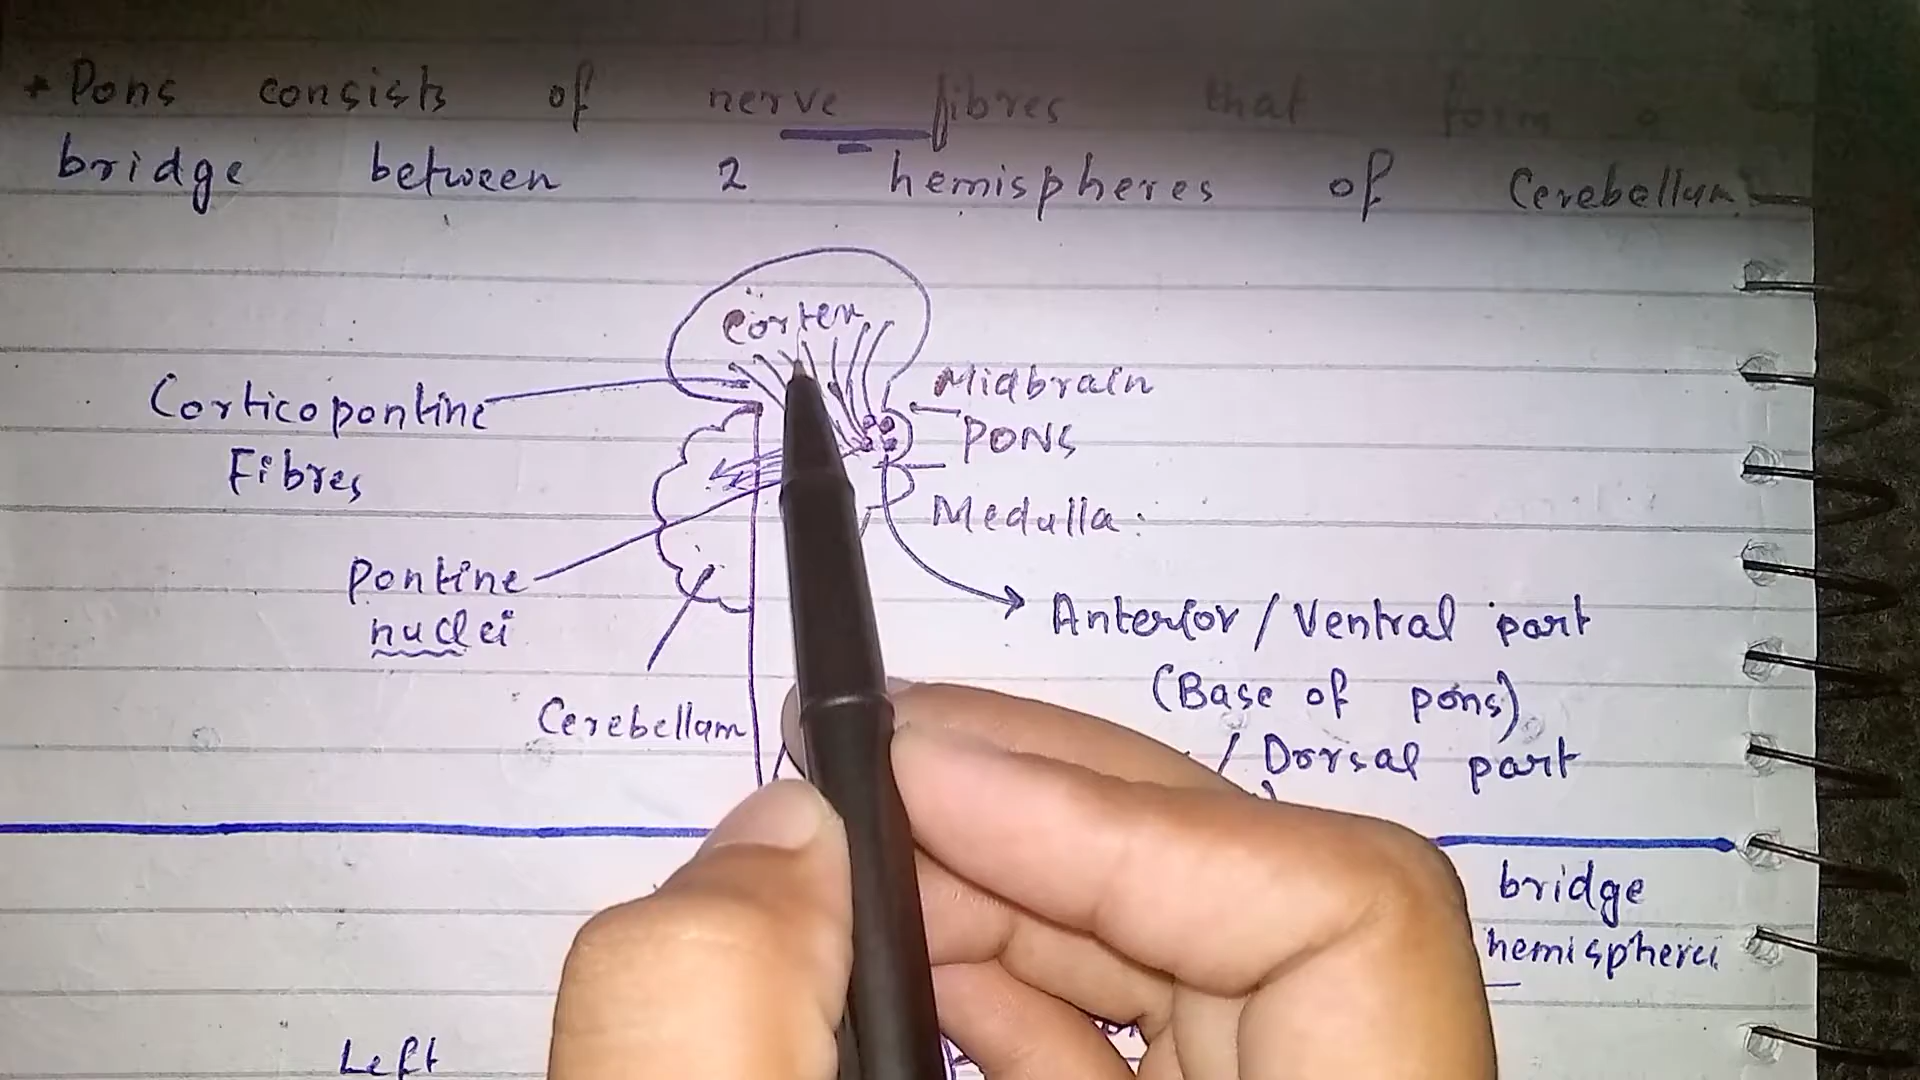 * Pons consists of nerve fibres that form a
bridge between 2 hemispheres of Cerebellum
Cortex
Corticopontine
Fibres
Midbrain
PONS
Medulla
Pontine
nuclei
Anterior / Ventral part
(Base of pons)
Cerebellam
/ Dorsal part
bridge
hemispheres
Left